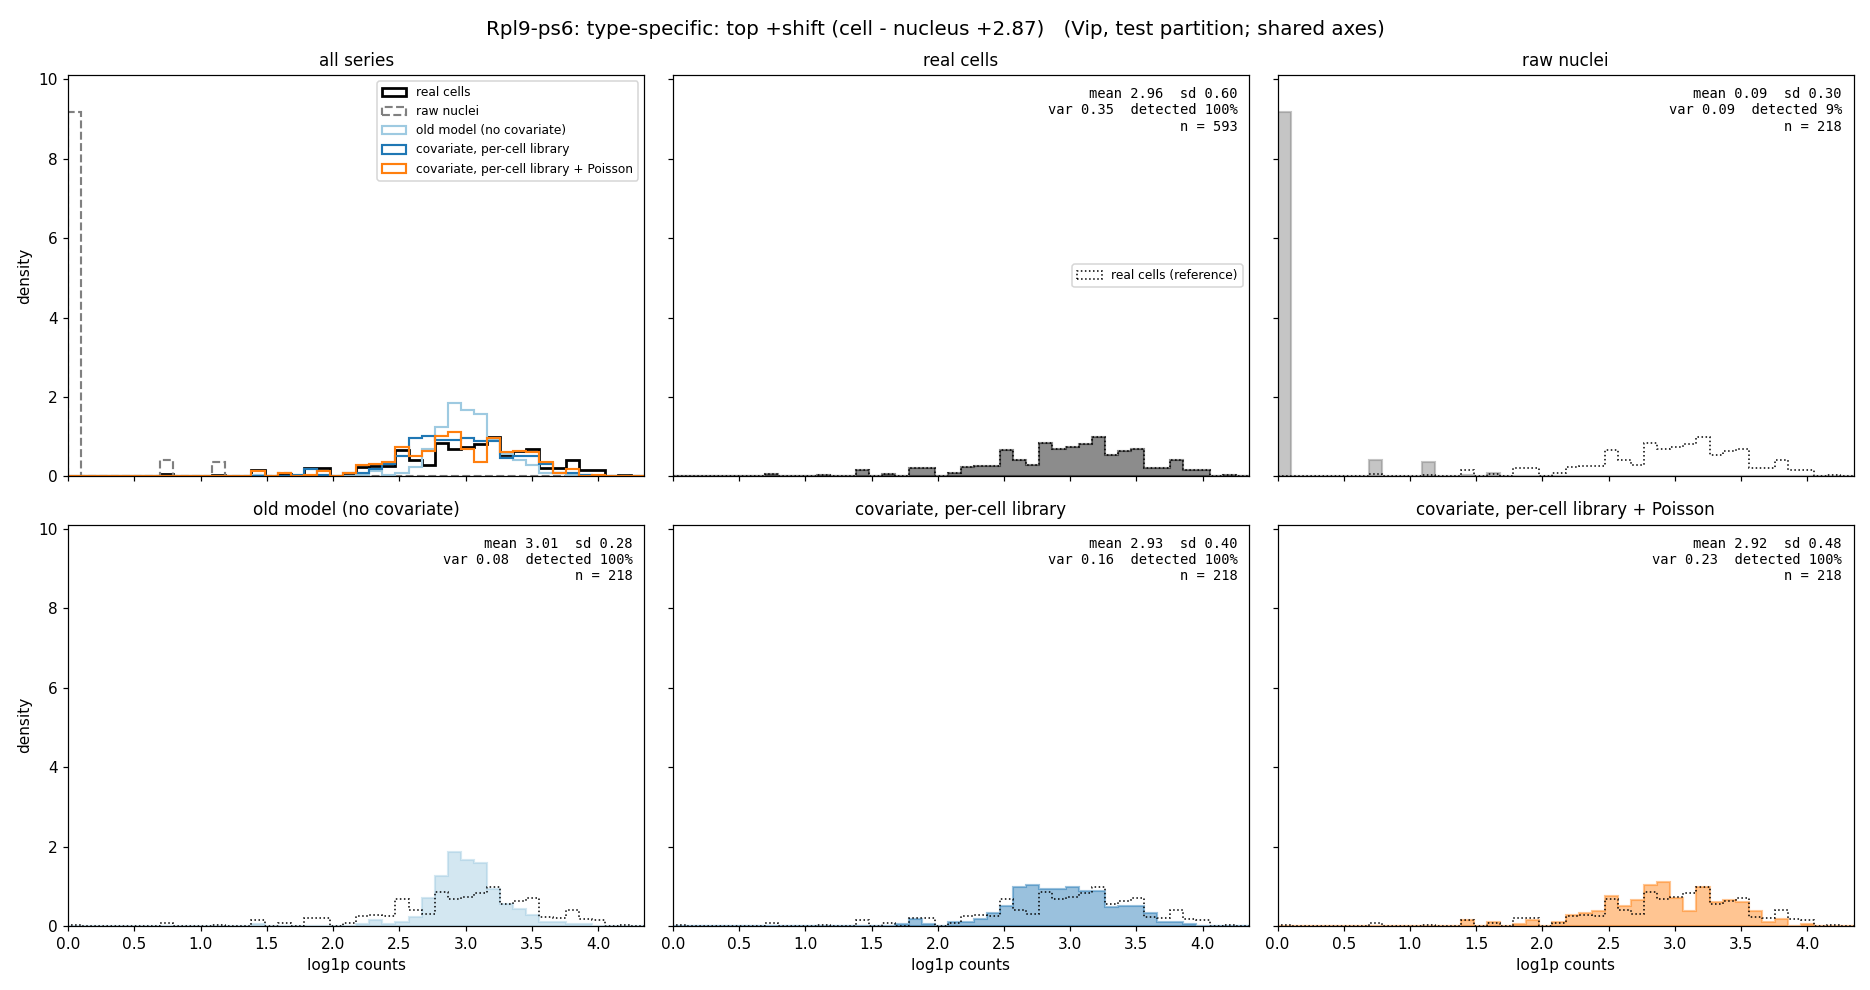 Rpl9-ps6: type-specific: top +shift (cell - nucleus +2.87)   (Vip, test partition; shared axes)
all series
real cells
raw nuclei
10
8
6
4
2
0
density
real cells
raw nuclei
old model (no covariate)
covariate, per-cell library
covariate, per-cell library + Poisson
mean 2.96  sd 0.60
var 0.35  detected 100%
n = 593
real cells (reference)
mean 0.09  sd 0.30
var 0.09  detected 9%
n = 218
old model (no covariate)
covariate, per-cell library
covariate, per-cell library + Poisson
10
8
6
4
2
0
density
mean 3.01  sd 0.28
var 0.08  detected 100%
n = 218
mean 2.93  sd 0.40
var 0.16  detected 100%
n = 218
mean 2.92  sd 0.48
var 0.23  detected 100%
n = 218
0.0 0.5 1.0 1.5 2.0 2.5 3.0 3.5 4.0
0.0 0.5 1.0 1.5 2.0 2.5 3.0 3.5 4.0
0.0 0.5 1.0 1.5 2.0 2.5 3.0 3.5 4.0
log1p counts
log1p counts
log1p counts